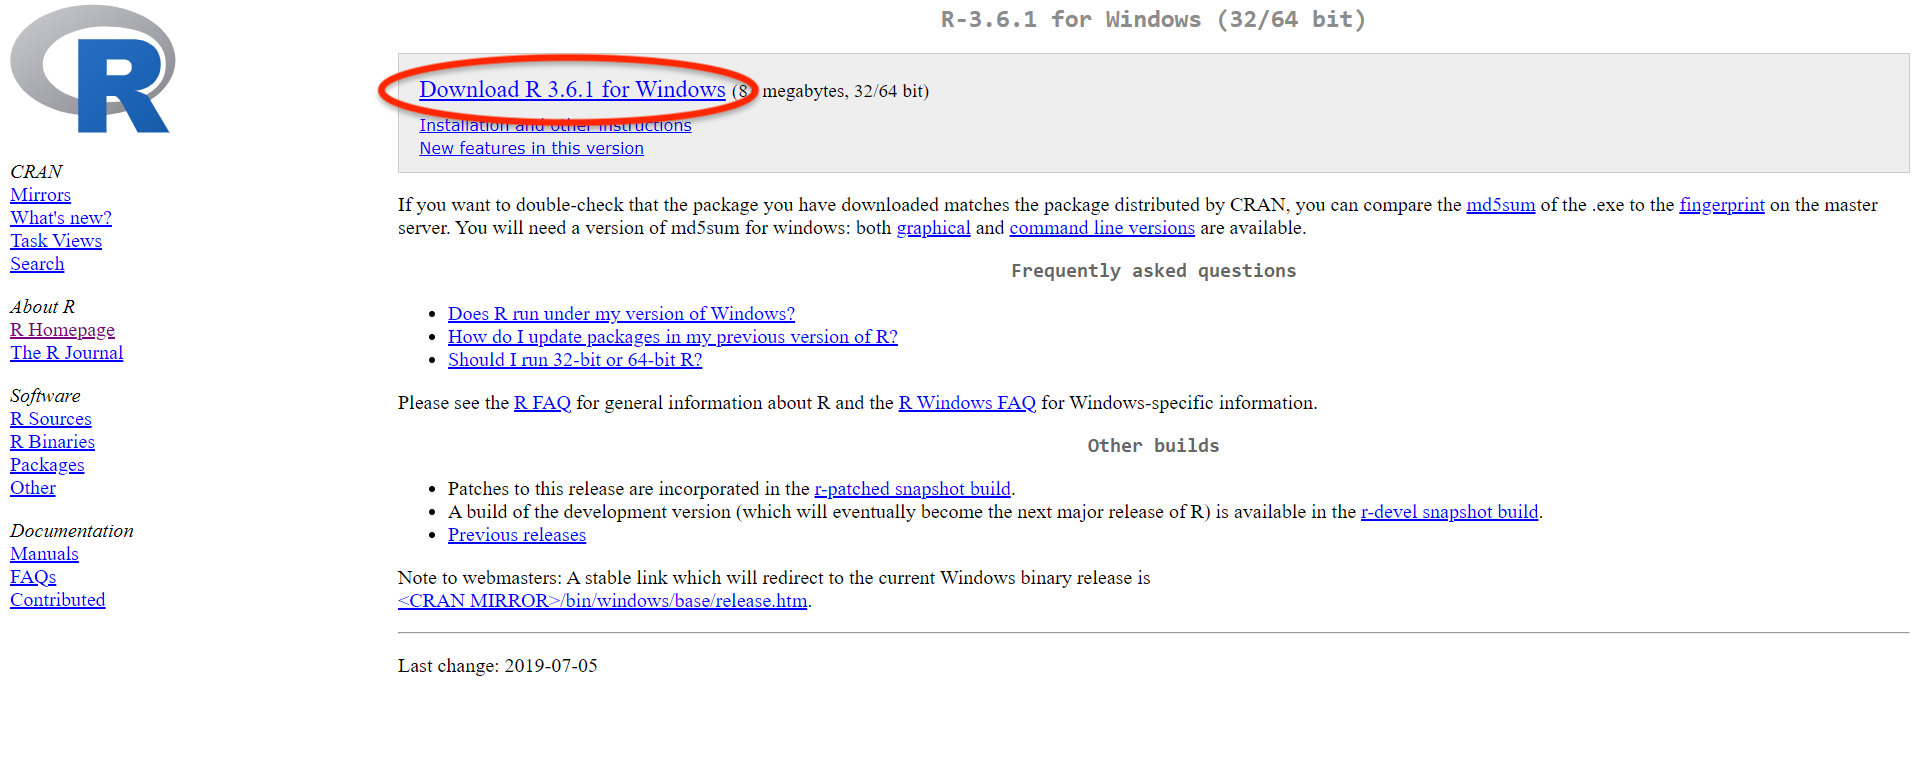 R
CRAN
Mirrors
What's new?
Task Views
Search
About R
R Homepage
The R Journal
Software
R Sources
R Binaries
Packages
Other
Documentation
Manuals
FAQs
Contributed
R-3.6.1 for Windows (32/64 bit)
Download R 3.6.1 for Windows (8 megabytes, 32/64 bit)
Installation and other instructions
New features in this version
If you want to double-check that the package you have downloaded matches the package distributed by CRAN, you can compare the md5sum of the .exe to the fingerprint on the master
server. You will need a version of md5sum for windows: both graphical and command line versions are available.
Frequently asked questions
• Does R run under my version of Windows?
• How do I update packages in my previous version of R?
• Should I run 32-bit or 64-bit R?
Please see the R FAQ for general information about R and the R Windows FAQ for Windows-specific information.
Other builds
• Patches to this release are incorporated in the r-patched snapshot build.
• A build of the development version (which will eventually become the next major release of R) is available in the r-devel snapshot build.
• Previous releases
Note to webmasters: A stable link which will redirect to the current Windows binary release is
<CRAN MIRROR>/bin/windows/base/release.htm.
Last change: 2019-07-05